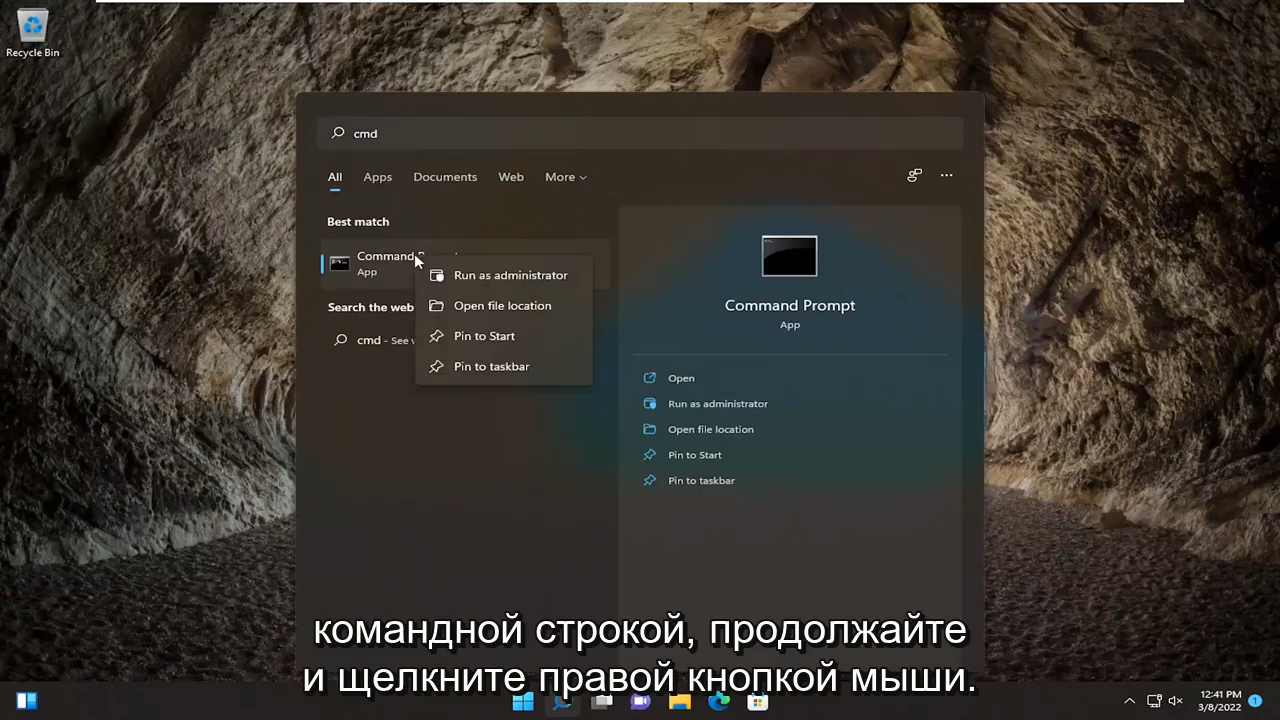 Recycle Bin
cmd
All Apps Documents Web More
Best match
Command
App
Run as administrator
Open file location
Pin to Start
Pin to taskbar
Search the web
cmd - See
Command Prompt
App
Open
Run as administrator
Open file location
Pin to Start
Pin to taskbar
командной строкой, продолжайте
и щелкните правой кнопкой мыши.
12:41 PM
3/8/2022
1